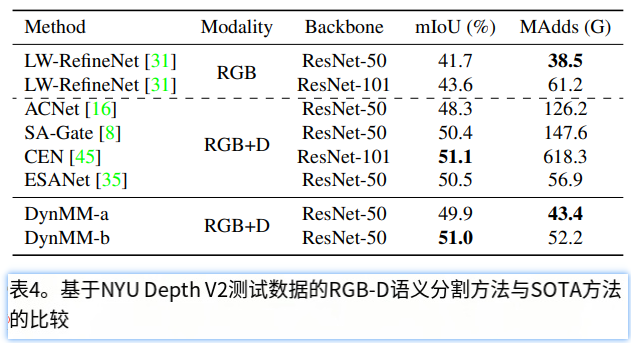 Method Modality Backbone mIoU (%) MAdds (G)
LW-RefineNet [31] RGB ResNet-50 41.7 38.5
LW-RefineNet [31] ResNet-101 43.6 61.2
ACNet [16] RGB+D ResNet-50 48.3 126.2
SA-Gate [8] ResNet-50 50.4 147.6
CEN [45] ResNet-101 51.1 618.3
ESANet [35] ResNet-50 50.5 56.9
DynMM-a RGB+D ResNet-50 49.9 43.4
DynMM-b ResNet-50 51.0 52.2
表4。基于NYU Depth V2测试数据的RGB-D语义分割方法与SOTA方法
的比较